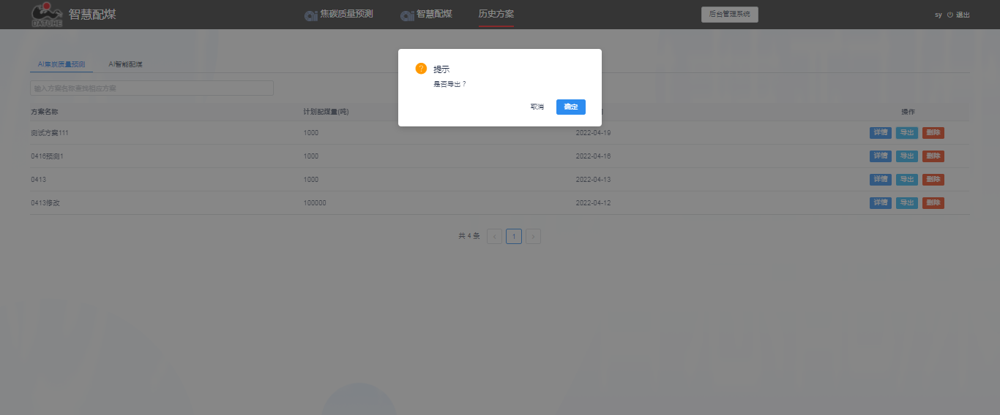 DATUHE 智慧配煤 ai 焦炭质量预测 ai 智慧配煤 历史方案 后台管理系统 sy 退出
AI焦炭质量预测 AI智能配煤
输入方案名称查找相应方案
提示
是否导出？
取消 确定
方案名称 计划配煤量(吨) 操作
测试方案111 1000 2022-04-19 详情 导出 删除
0416预测1 1000 2022-04-16 详情 导出 删除
0413 1000 2022-04-13 详情 导出 删除
0413修改 100000 2022-04-12 详情 导出 删除
共 4 条 < 1 >